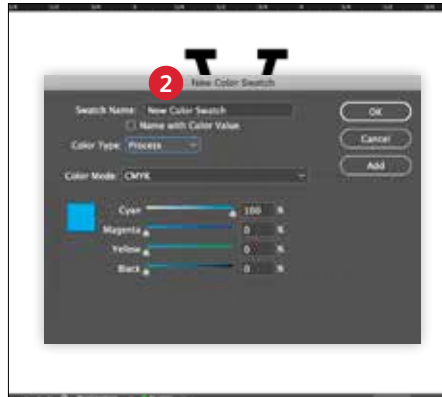 2
New Color Swatch
Swatch Name: New Color Swatch
Name with Color Value
Color Type: Process
Color Mode: CMYK
Cyan 100 %
Magenta 0 %
Yellow 0 %
Black 0 %
OK
Cancel
Add